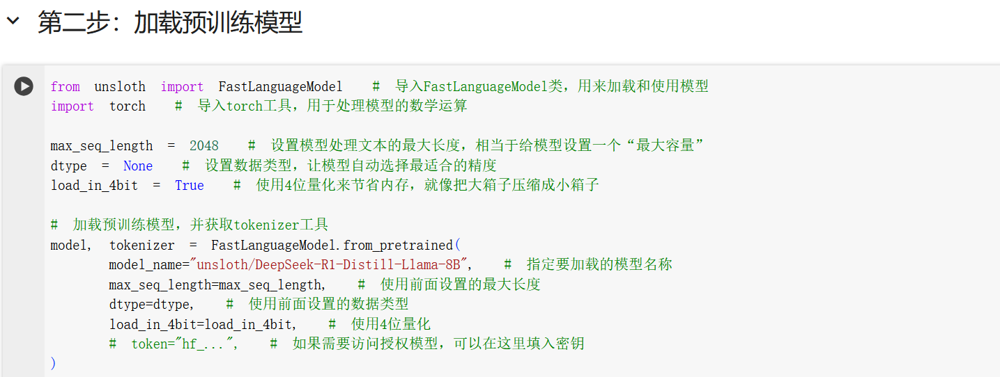 第二步：加载预训练模型
from unsloth import FastLanguageModel # 导入FastLanguageModel类，用来加载和使用模型
import torch # 导入torch工具，用于处理模型的数学运算
max_seq_length = 2048 # 设置模型处理文本的最大长度，相当于给模型设置一个“最大容量”
dtype = None # 设置数据类型，让模型自动选择最适合的精度
load_in_4bit = True # 使用4位量化来节省内存，就像把大箱子压缩成小箱子
# 加载预训练模型，并获取tokenizer工具
model, tokenizer = FastLanguageModel.from_pretrained(
model_name="unsloth/DeepSeek-R1-Distill-Llama-8B", # 指定要加载的模型名称
max_seq_length=max_seq_length, # 使用前面设置的最大长度
dtype=dtype, # 使用前面设置的数据类型
load_in_4bit=load_in_4bit, # 使用4位量化
# token="hf_...", # 如果需要访问授权模型，可以在这里填入密钥
)